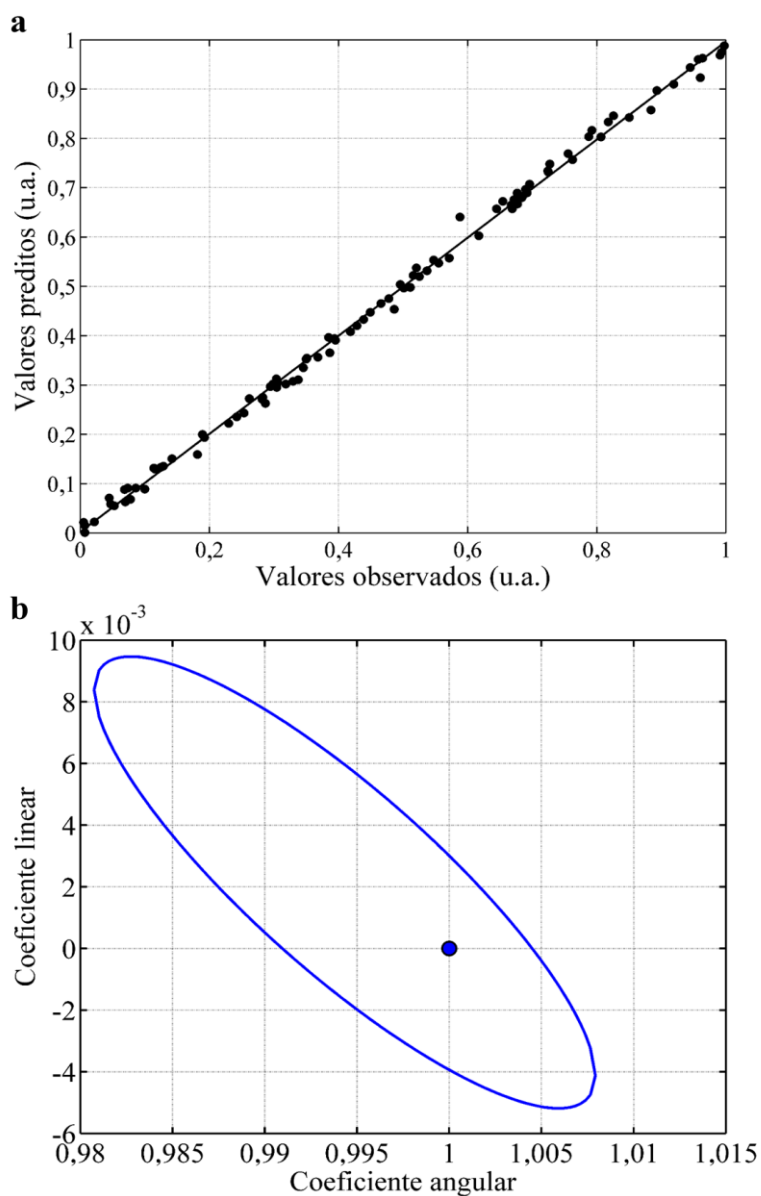 a
Valores preditos (u.a.)
1
0,9
0,8
0,7
0,6
0,5
0,4
0,3
0,2
0,1
0
0 0,2 0,4 0,6 0,8 1
Valores observados (u.a.)
b
x 10⁻³
Coeficiente linear
10
8
6
4
2
0
-2
-4
-6
0,98 0,985 0,99 0,995 1 1,005 1,01 1,015
Coeficiente angular